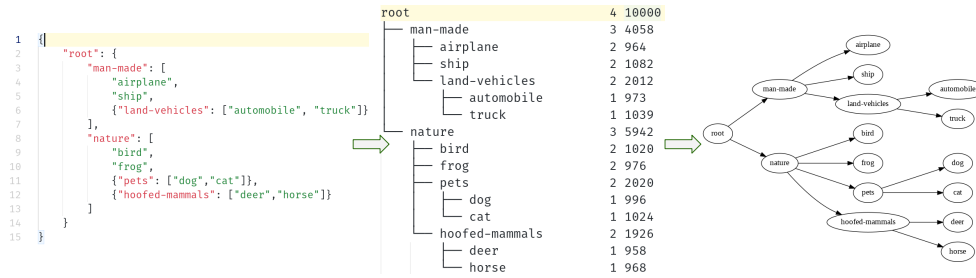 1 {
2 "root": {
3 "man-made": [
4 "airplane",
5 "ship",
6 {"land-vehicles": ["automobile", "truck"]}
7 ],
8 "nature": [
9 "bird",
10 "frog",
11 {"pets": ["dog","cat"]},
12 {"hoofed-mammals": ["deer","horse"]}
13 ]
14 }
15 }
root 4 10000
├── man-made 3 4058
│ ├── airplane 2 964
│ ├── ship 2 1082
│ └── land-vehicles 2 2012
│ ├── automobile 1 973
│ └── truck 1 1039
└── nature 3 5942
├── bird 2 1020
├── frog 2 976
├── pets 2 2020
│ ├── dog 1 996
│ └── cat 1 1024
└── hoofed-mammals 2 1926
├── deer 1 958
└── horse 1 968
airplane
ship
man-made
automobile
land-vehicles
truck
root
bird
nature
frog
dog
pets
cat
hoofed-mammals
deer
horse